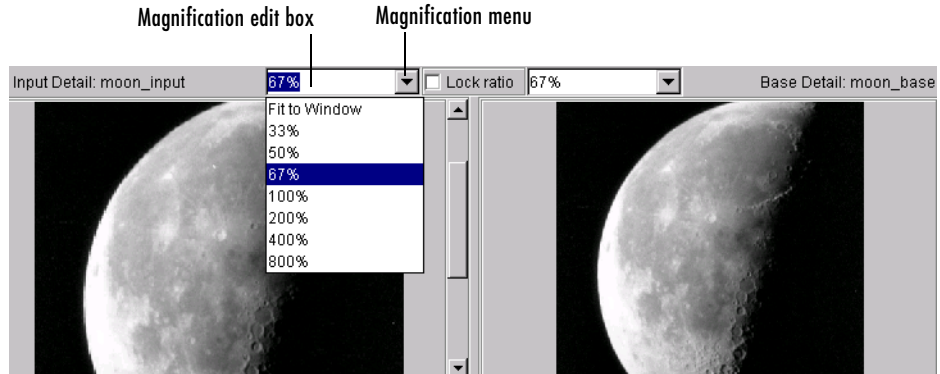 Magnification edit box Magnification menu
Input Detail: moon_input 67% Lock ratio 67% Base Detail: moon_base
Fit to Window
33%
50%
67%
100%
200%
400%
800%